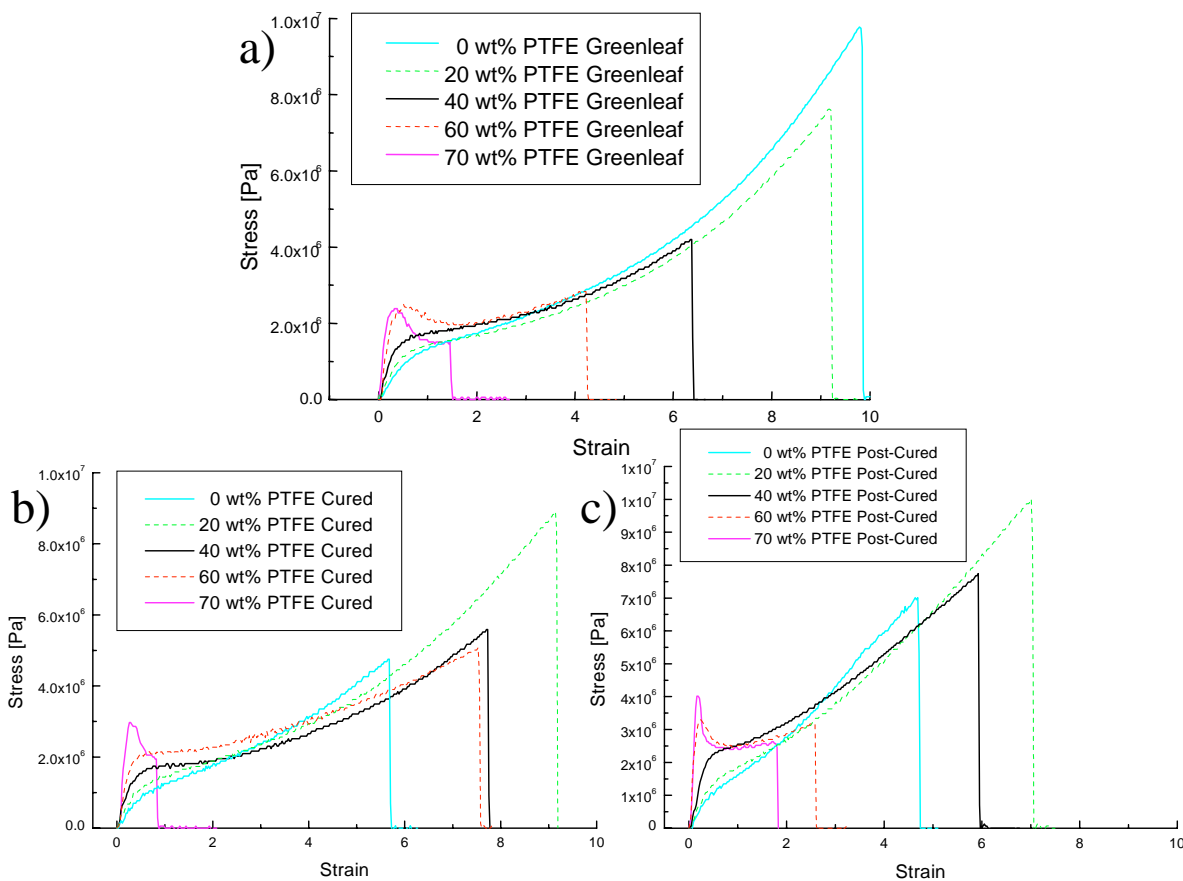 a)
0 wt% PTFE Greenleaf
20 wt% PTFE Greenleaf
40 wt% PTFE Greenleaf
60 wt% PTFE Greenleaf
70 wt% PTFE Greenleaf
1.0x10⁷
8.0x10⁶
6.0x10⁶
4.0x10⁶
2.0x10⁶
0.0
Stress [Pa]
0 2 4 6 8 10
Strain
b)
0 wt% PTFE Cured
20 wt% PTFE Cured
40 wt% PTFE Cured
60 wt% PTFE Cured
70 wt% PTFE Cured
1.0x10⁷
8.0x10⁶
6.0x10⁶
4.0x10⁶
2.0x10⁶
0.0
Stress [Pa]
0 2 4 6 8 10
Strain
c)
0 wt% PTFE Post-Cured
20 wt% PTFE Post-Cured
40 wt% PTFE Post-Cured
60 wt% PTFE Post-Cured
70 wt% PTFE Post-Cured
1x10⁷
1x10⁷
9x10⁶
8x10⁶
7x10⁶
6x10⁶
5x10⁶
4x10⁶
3x10⁶
2x10⁶
1x10⁶
0
Stress [Pa]
0 2 4 6 8 10
Strain